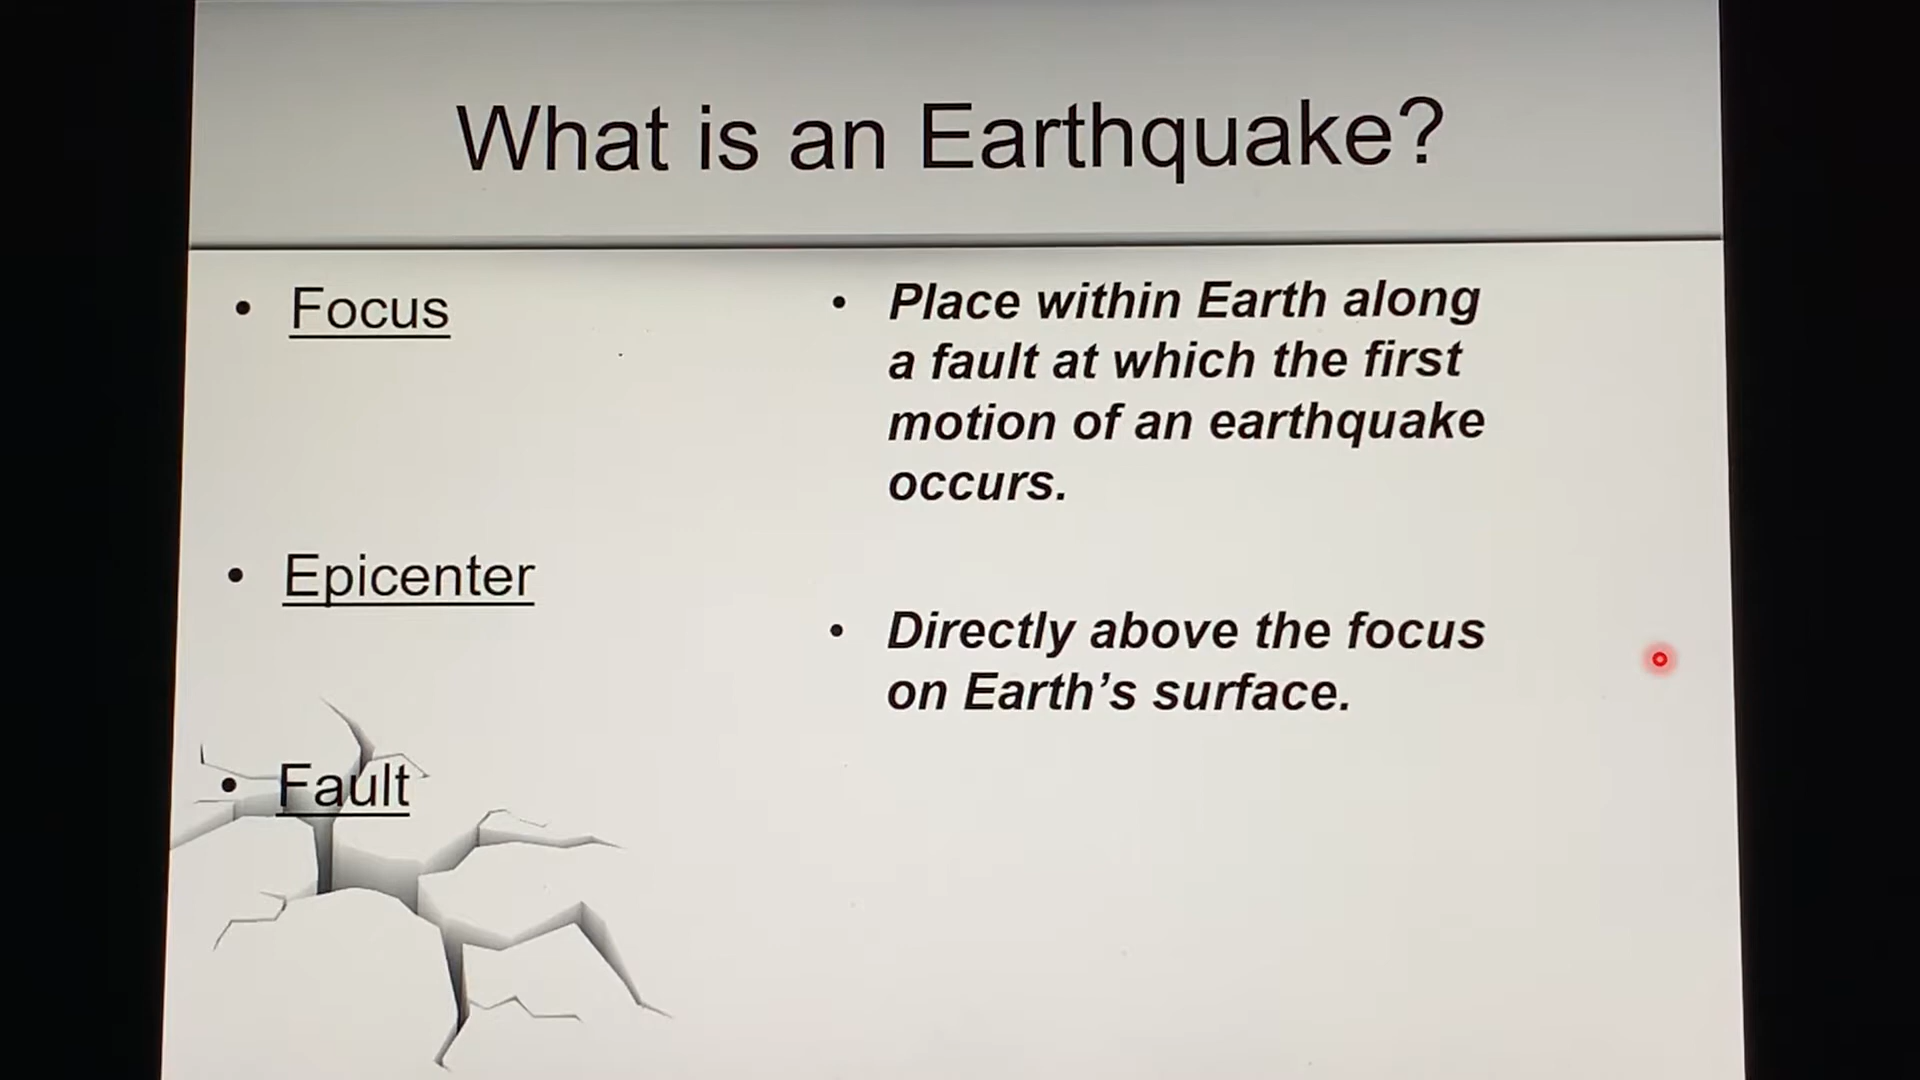 What is an Earthquake?
• Focus
• Place within Earth along
a fault at which the first
motion of an earthquake
occurs.
• Epicenter
• Directly above the focus
on Earth’s surface.
• Fault